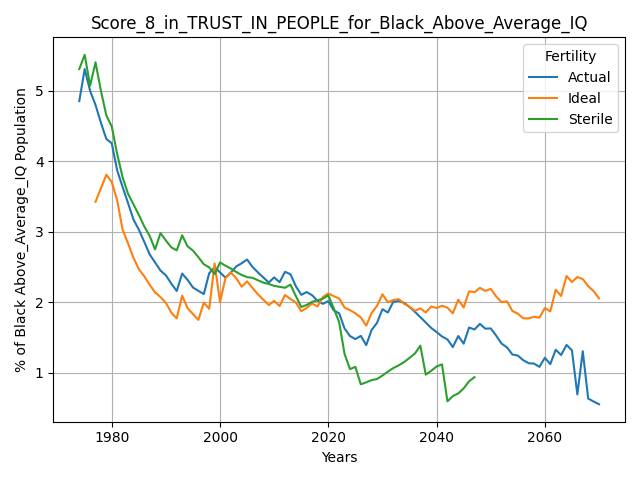 Score_8_in_TRUST_IN_PEOPLE_for_Black_Above_Average_IQ
Fertility
Actual
Ideal
Sterile
% of Black Above_Average_IQ Population
5
4
3
2
1
1980
2000
2020
2040
2060
Years